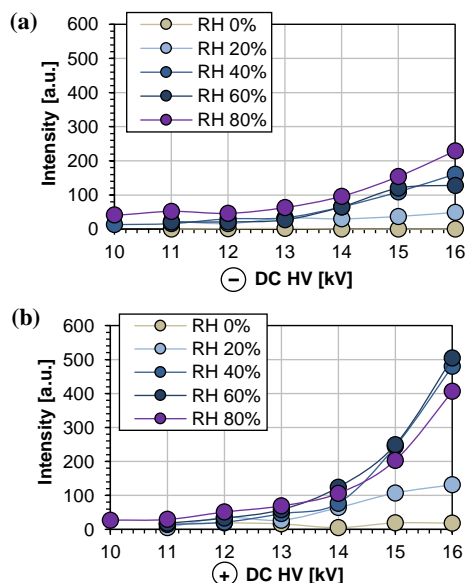 (a)
600
500
400
300
200
100
0
Intensity [a.u.]
RH 0%
RH 20%
RH 40%
RH 60%
RH 80%
10 11 12 13 14 15 16
− DC HV [kV]
(b)
600
500
400
300
200
100
0
Intensity [a.u.]
RH 0%
RH 20%
RH 40%
RH 60%
RH 80%
10 11 12 13 14 15 16
+ DC HV [kV]